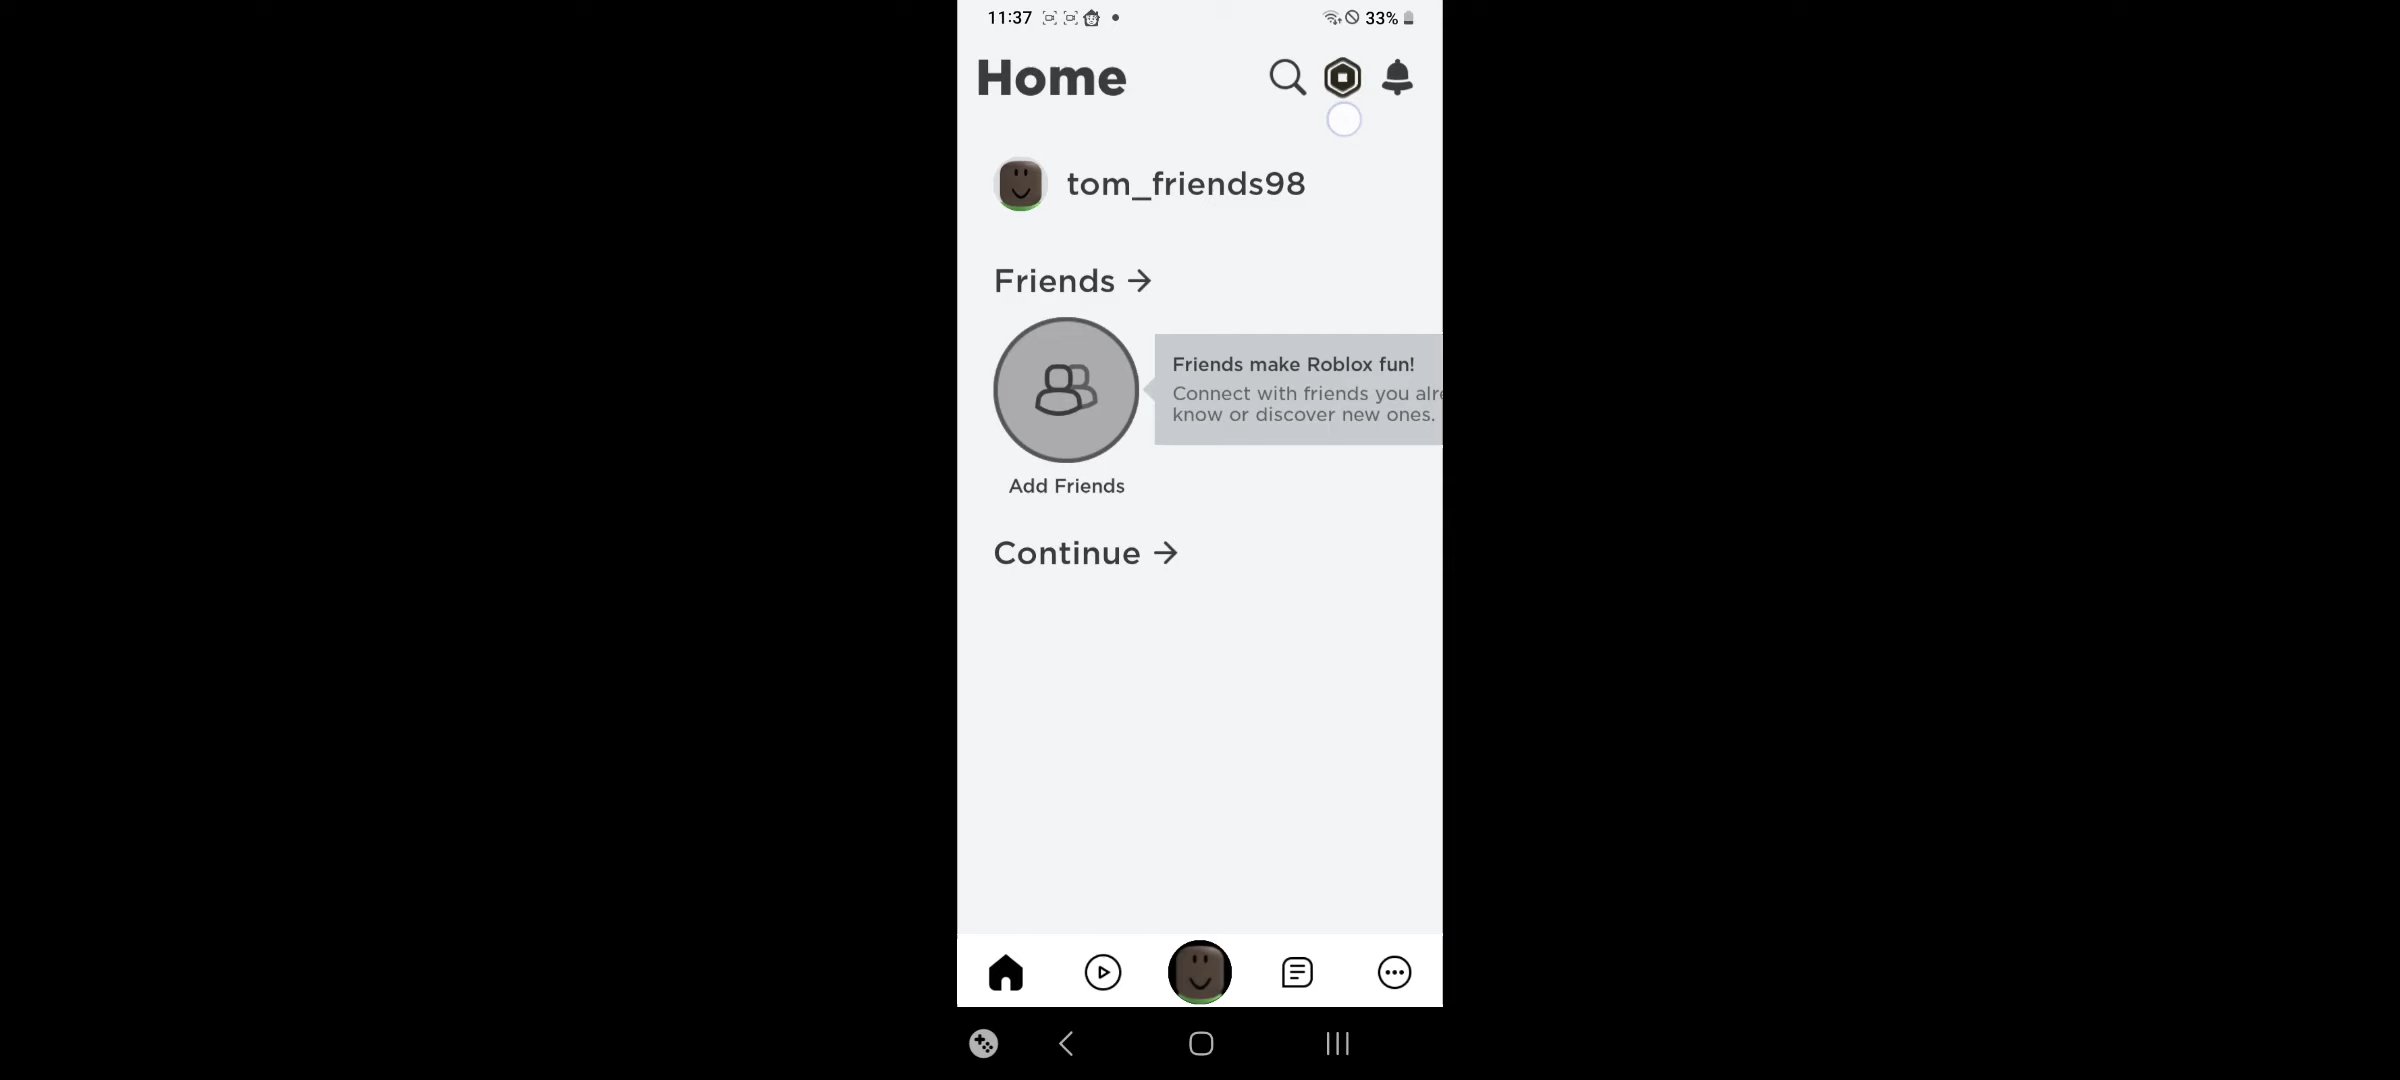 11:37
33%
Home
tom_friends98
Friends →
Friends make Roblox fun!
Connect with friends you alre
know or discover new ones.
Add Friends
Continue →